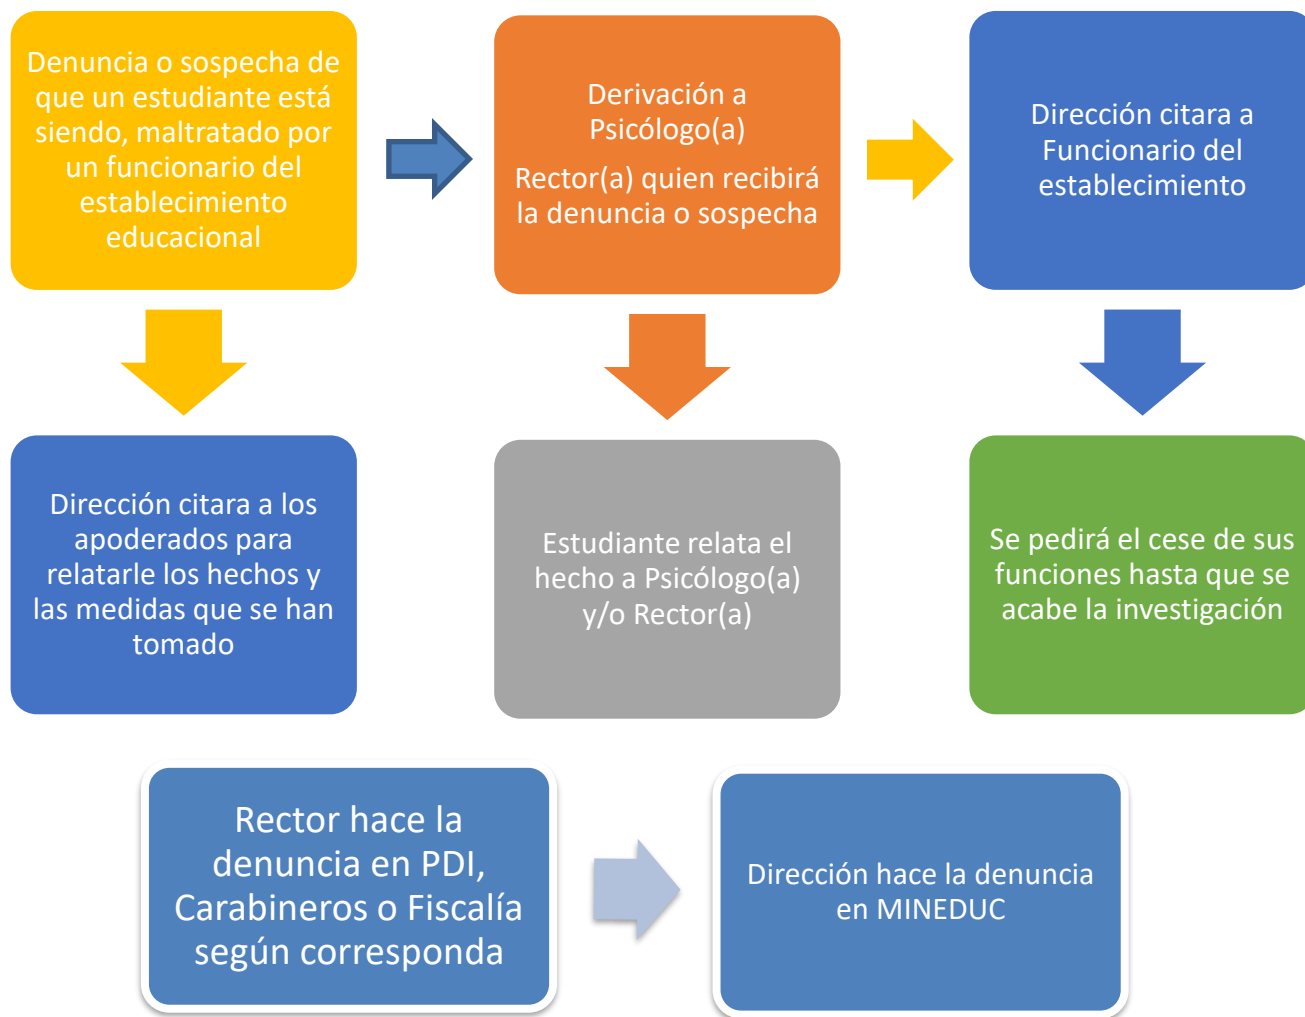 Denuncia o sospecha de
que un estudiante está
siendo, maltratado por
un funcionario del
establecimiento
educacional
Derivación a
Psicólogo(a)
Rector(a) quien recibirá
la denuncia o sospecha
Dirección citara a
Funcionario del
establecimiento
Dirección citara a los
apoderados para
relatarle los hechos y
las medidas que se han
tomado
Estudiante relata el
hecho a Psicólogo(a)
y/o Rector(a)
Se pedirá el cese de sus
funciones hasta que se
acabe la investigación
Rector hace la
denuncia en PDI,
Carabineros o Fiscalía
según corresponda
Dirección hace la denuncia
en MINEDUC